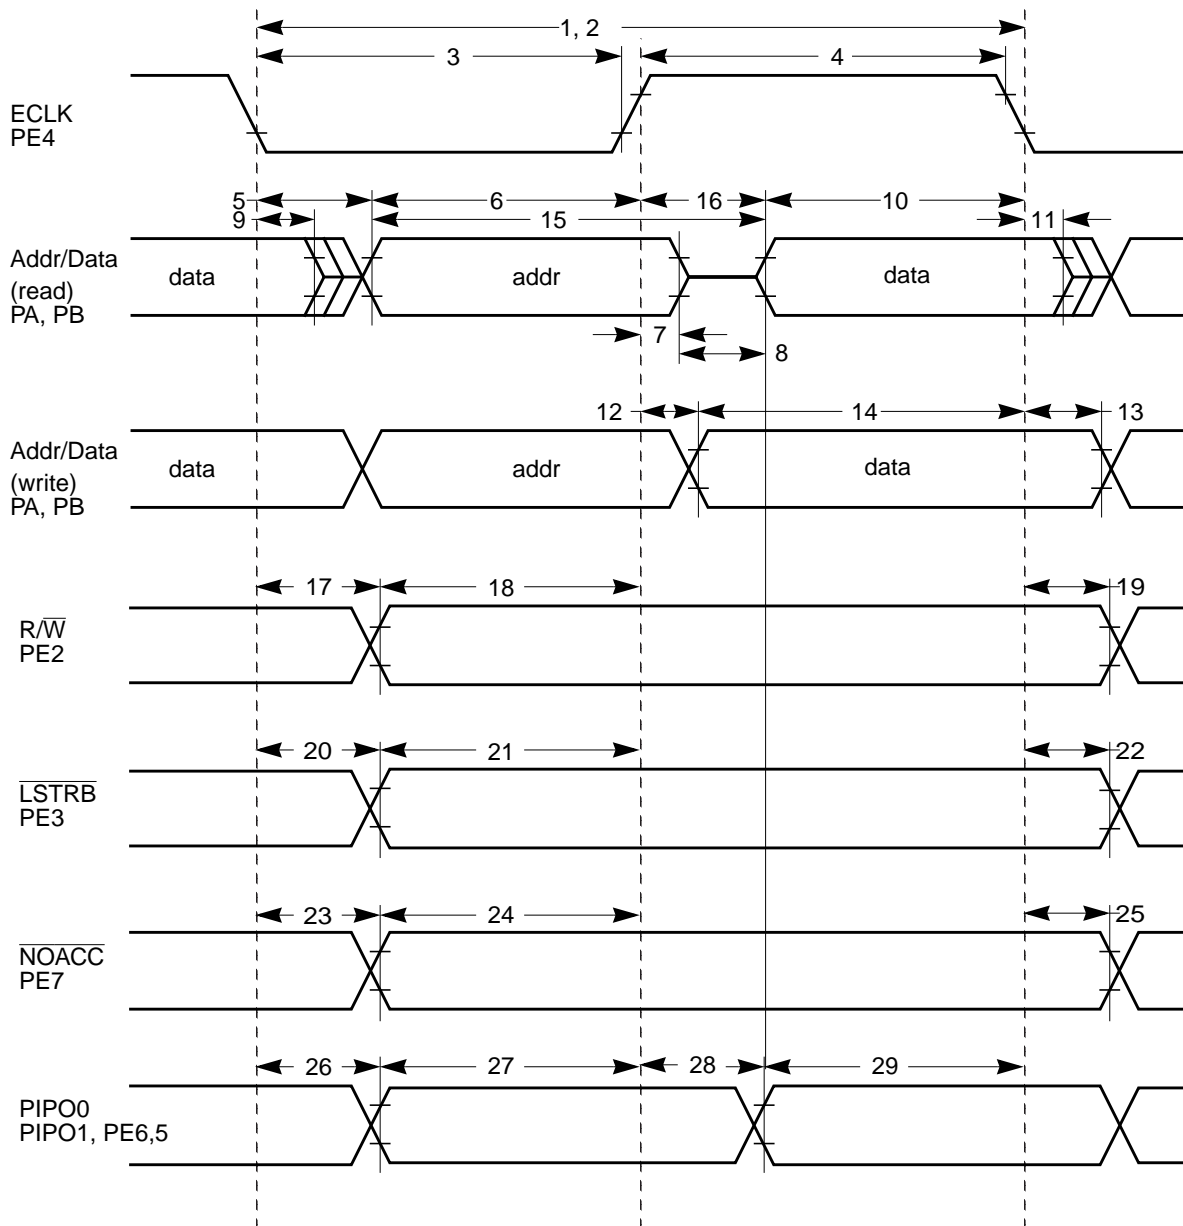 1, 2
3
4
ECLK
PE4
5
6
16
10
9
15
11
Addr/Data
(read)
PA, PB
data
addr
data
7
8
12
14
13
Addr/Data
(write)
PA, PB
data
addr
data
17
18
19
R/W̅
PE2
20
21
22
L̅S̅T̅R̅B̅
PE3
23
24
25
N̅O̅A̅C̅C̅
PE7
26
27
28
29
PIPO0
PIPO1, PE6,5